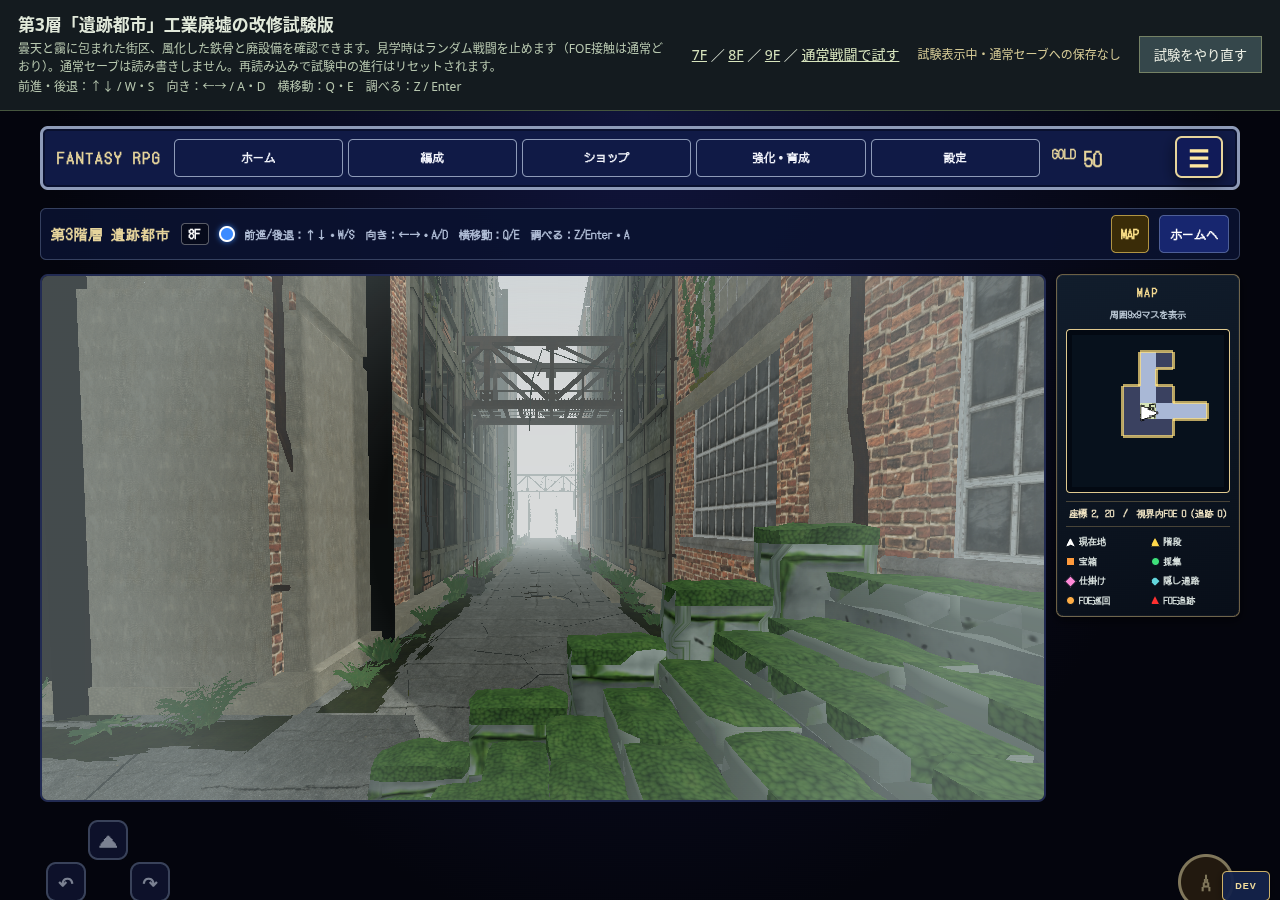 第3層「遺跡都市」工業廃墟の改修試験版
曇天と霧に包まれた街区、風化した鉄骨と廃設備を確認できます。見学時はランダム戦闘を止めます（FOE接触は通常ど
おり）。通常セーブは読み書きしません。再読み込みで試験中の進行はリセットされます。
前進・後退：↑ ↓ / W・S　向き：←→ / A・D　横移動：Q・E　調べる：Z / Enter
7F ／ 8F ／ 9F ／ 通常戦闘で試す
試験表示中・通常セーブへの保存なし
試験をやり直す
FANTASY RPG
ホーム
編成
ショップ
強化・育成
設定
GOLD 50
第3階層 遺跡都市
8F
前進/後退：↑↓・W/S　向き：←→・A/D　横移動：Q/E　調べる：Z/Enter・A
MAP
ホームへ
MAP
周囲9x9マスを表示
座標 2, 20　/　視界内FOE 0（追跡 0）
現在地
階段
宝箱
採集
仕掛け
隠し通路
FOE巡回
FOE追跡
A
DEV